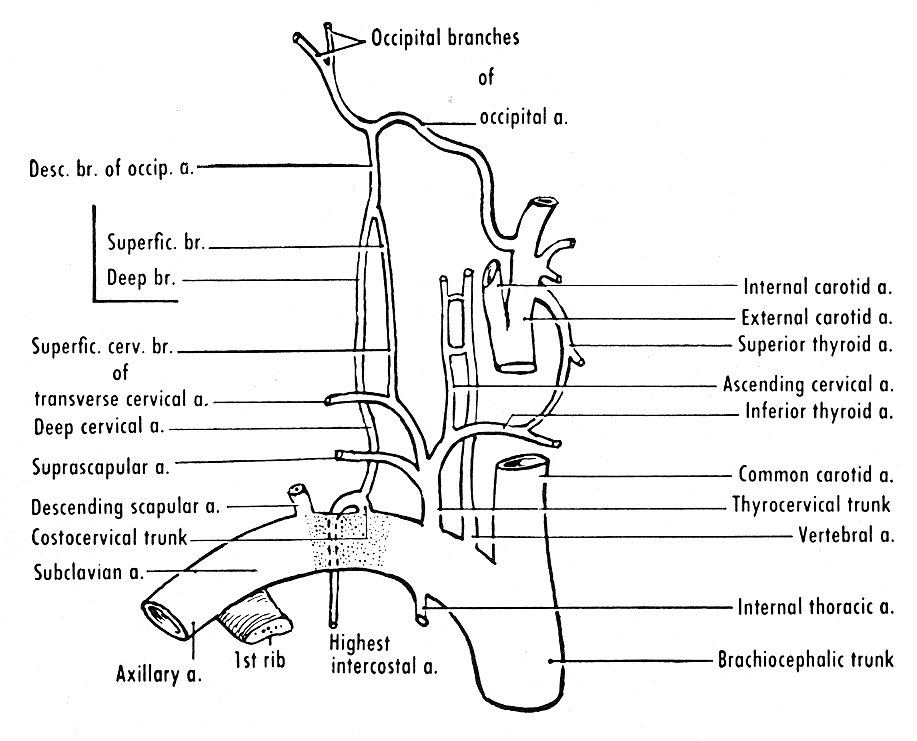 Occipital branches
of
occipital a.
Desc. br. of occip. a.
Superfic. br.
Deep br.
Superfic. cerv. br.
of
transverse cervical a.
Deep cervical a.
Suprascapular a.
Descending scapular a.
Costocervical trunk
Subclavian a.
Axillary a.
1st rib
Highest
intercostal a.
Internal carotid a.
External carotid a.
Superior thyroid a.
Ascending cervical a.
Inferior thyroid a.
Common carotid a.
Thyrocervical trunk
Vertebral a.
Internal thoracic a.
Brachiocephalic trunk